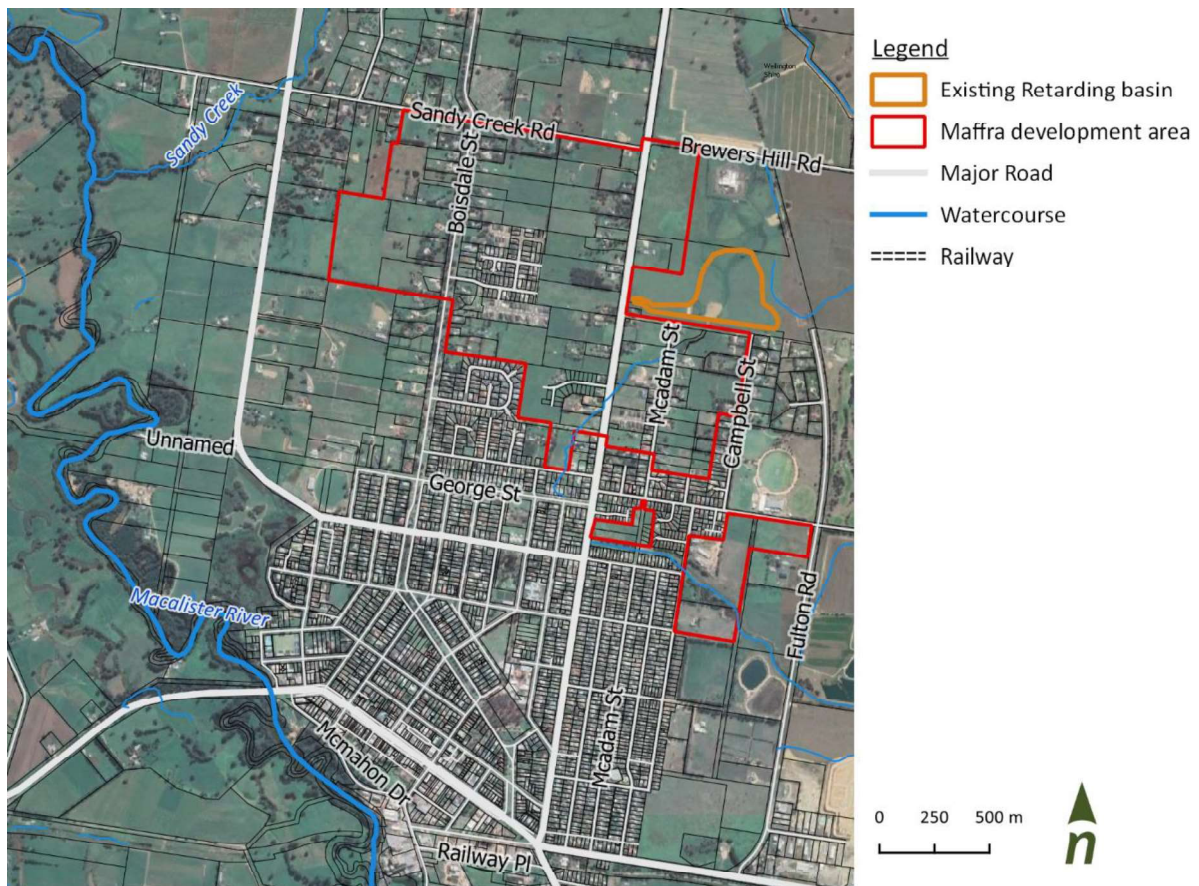 Sandy Creek
Sandy Creek Rd
Boisdale St
Brewers Hill Rd
Wellington
Shire
Mcadam St
Campbell St
Unnamed
George St
Macalister River
Fulton Rd
Mcmahon Dr
Mcadam St
Railway Pl
Legend
Existing Retarding basin
Maffra development area
Major Road
Watercourse
Railway
0 250 500 m
n